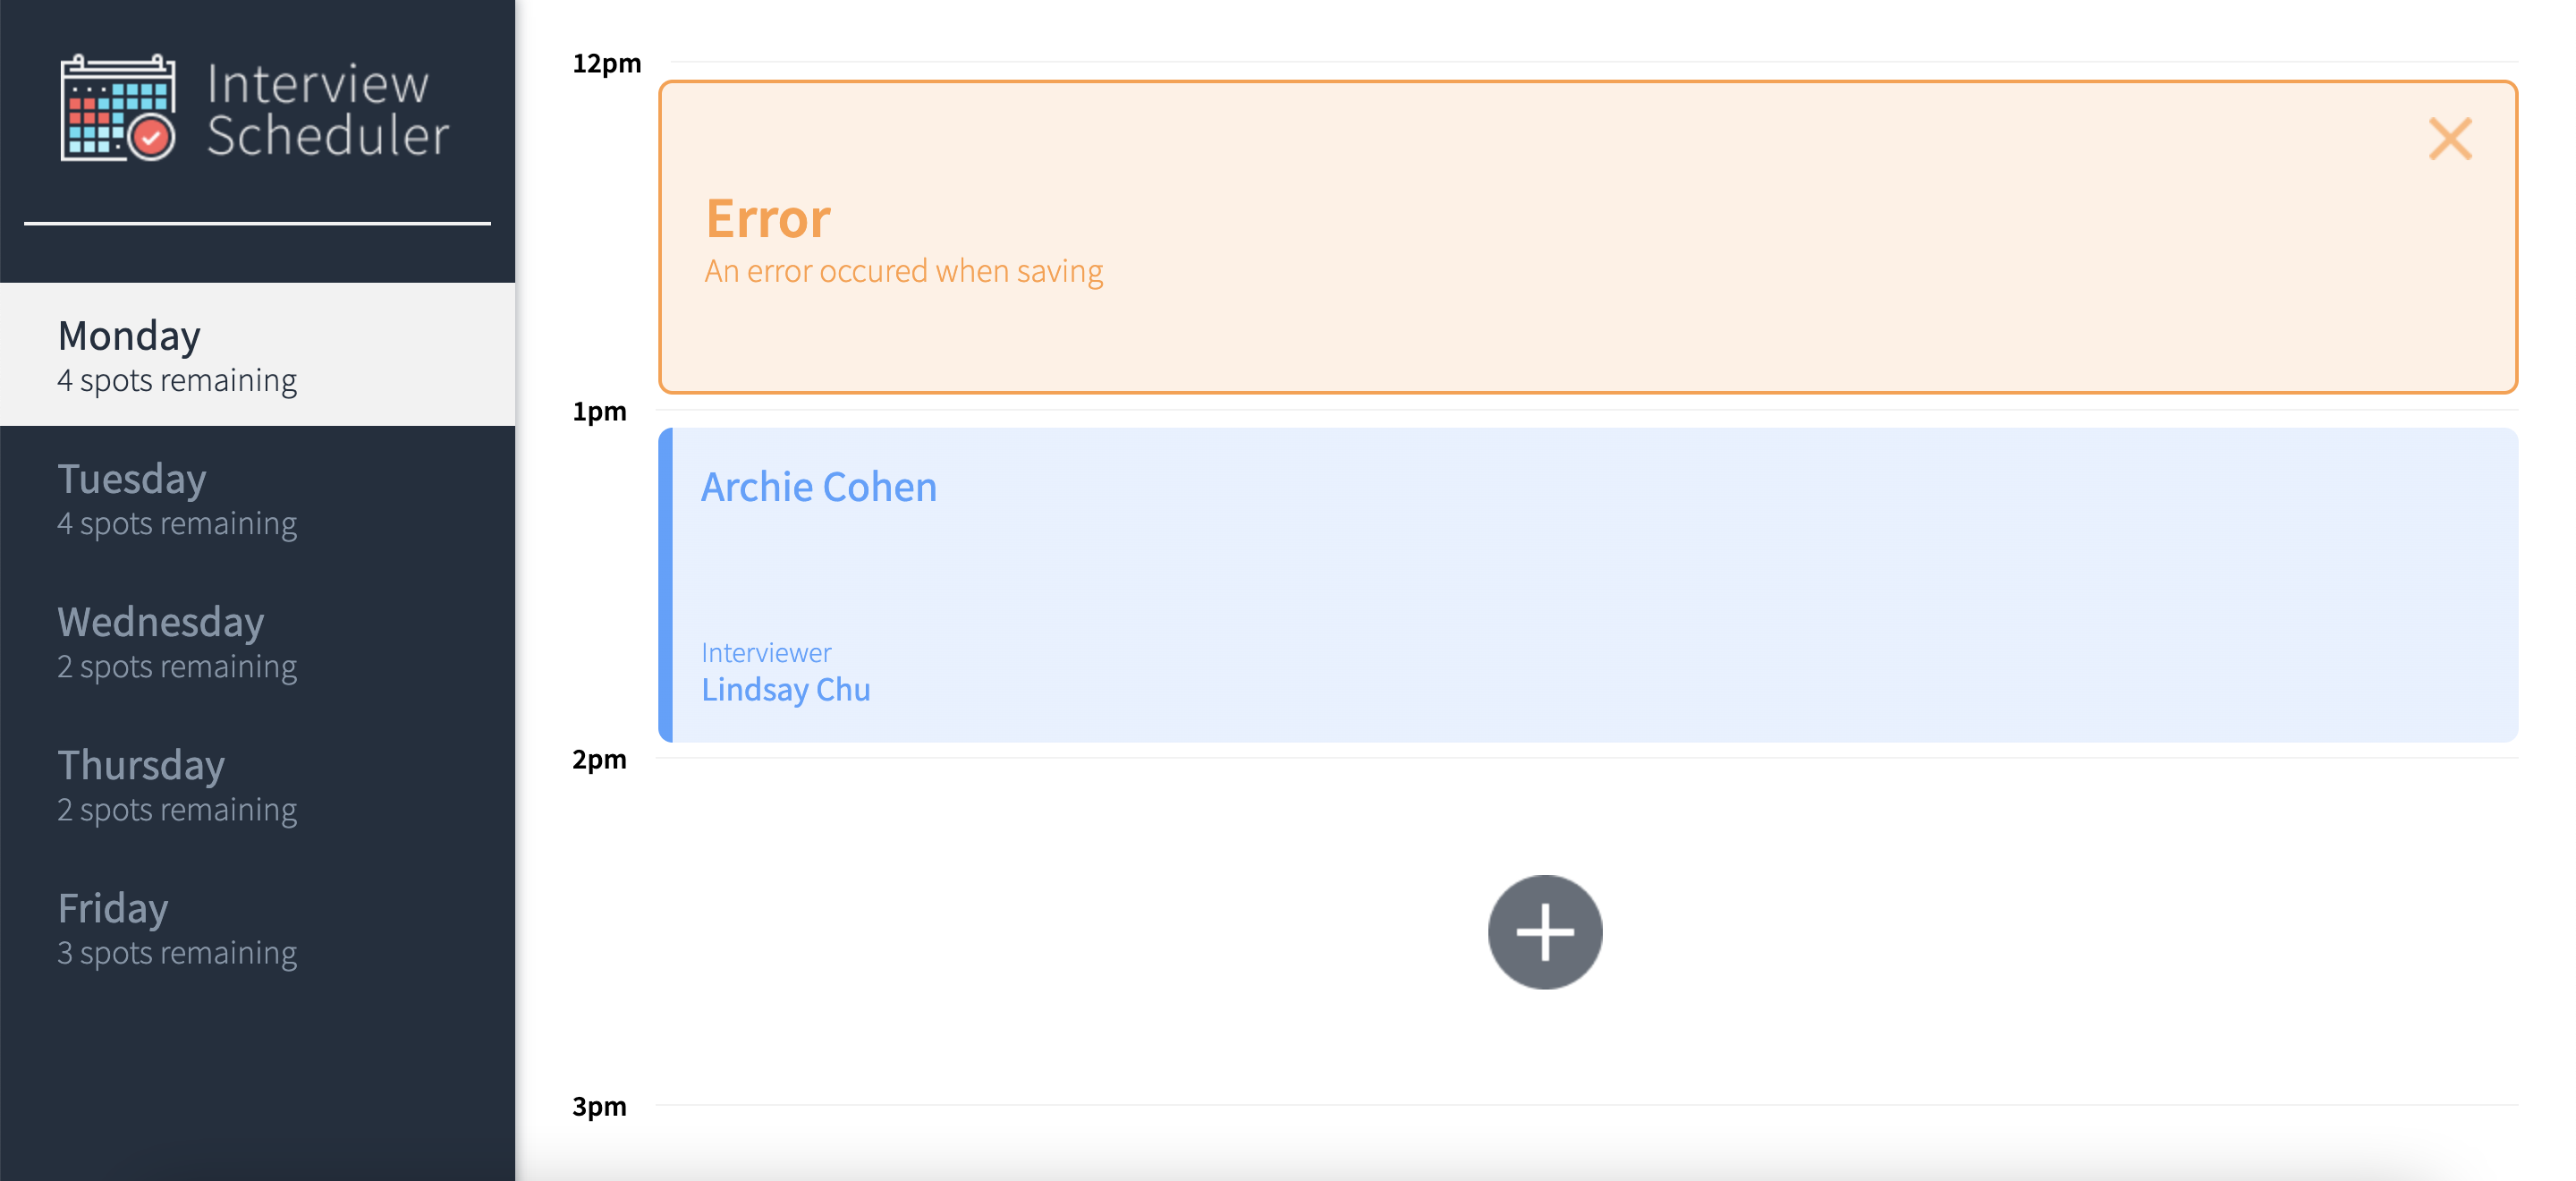 Interview
Scheduler
Monday
4 spots remaining
Tuesday
4 spots remaining
Wednesday
2 spots remaining
Thursday
2 spots remaining
Friday
3 spots remaining
12pm
Error
An error occured when saving
1pm
Archie Cohen
Interviewer
Lindsay Chu
2pm
3pm